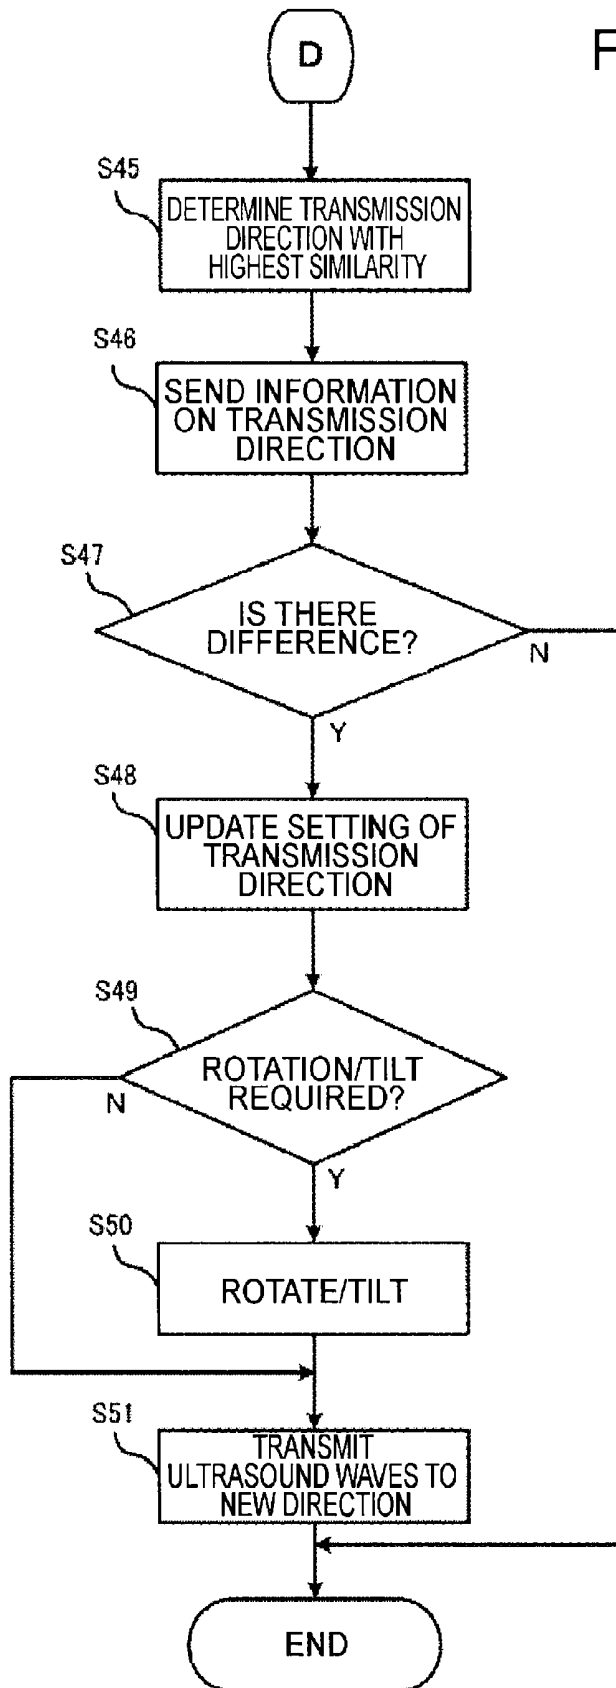 D
F
S45
DETERMINE TRANSMISSION
DIRECTION WITH
HIGHEST SIMILARITY
S46
SEND INFORMATION
ON TRANSMISSION
DIRECTION
S47
IS THERE
DIFFERENCE?
N
Y
S48
UPDATE SETTING OF
TRANSMISSION
DIRECTION
S49
ROTATION/TILT
REQUIRED?
N
Y
S50
ROTATE/TILT
S51
TRANSMIT
ULTRASOUND WAVES TO
NEW DIRECTION
END